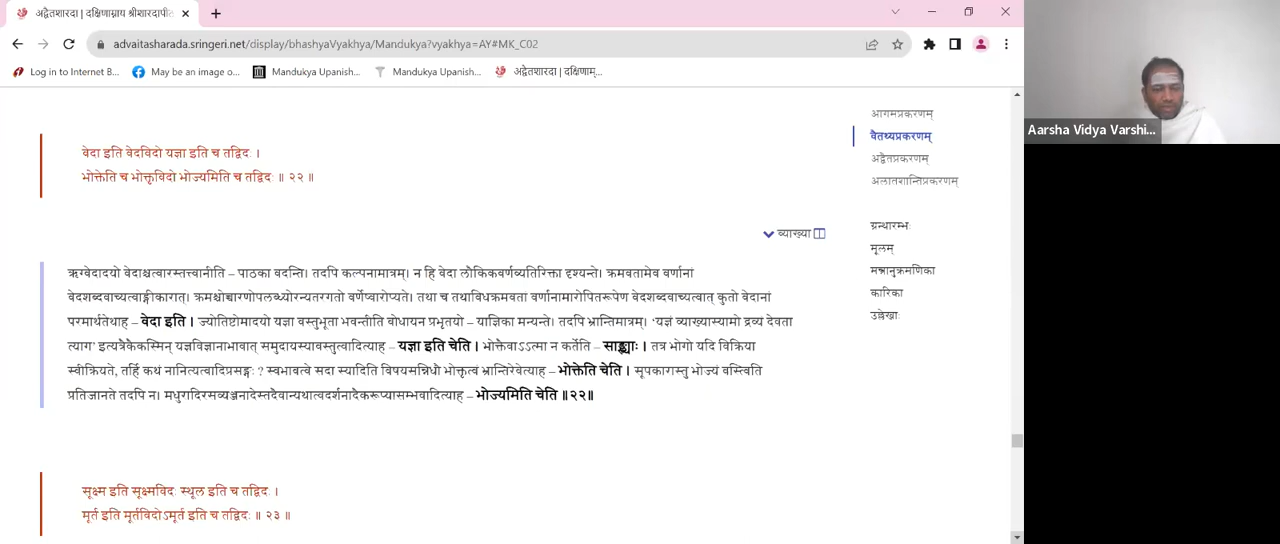 अद्वैतशारदा | दक्षिणाम्नाय श्रीशारदापीठ
advaitasharada.sringeri.net/display/bhashyaVyakhya/Mandukya?vyakhya=AY#MK_C02
Log in to Internet B... May be an image o... Mandukya Upanish... Mandukya Upanish... अद्वैतशारदा | दक्षिणाम्...
आगमप्रकरणम्
वैतथ्यप्रकरणम्
अद्वैतप्रकरणम्
अलातशान्तिप्रकरणम्
ग्रन्थारम्भः
मूलम्
मन्त्रानुक्रमणिका
कारिका
उल्लेखाः
वेदा इति वेदविदो यज्ञा इति च तद्विदः ।
भोक्तेति च भोक्तृविदो भोज्यमिति च तद्विदः ॥ २२ ॥
व्याख्या
ऋग्वेदादयो वेदाश्चत्वारस्तत्त्वानीति – पाठका वदन्ति। तदपि कल्पनामात्रम्। न हि वेदा लौकिकवर्णव्यतिरिक्ता दृश्यन्ते। क्रमवतामेव वर्णानां
वेदशब्दवाच्यत्वाङ्गीकारात्। क्रमश्चोच्चारणोपलब्ध्योरन्यतरगतो वर्णेष्वारोप्यते। तथा च तथाविधक्रमवतां वर्णानामारोपितरूपेण वेदशब्दवाच्यत्वात् कुतो वेदानां
परमार्थतेथाह – वेदा इति। ज्योतिष्टोमादयो यज्ञा वस्तुभूता भवन्तीति बोधायन प्रभृतयो – याज्ञिका मन्यन्ते। तदपि भ्रान्तिमात्रम्। 'यज्ञं व्याख्यास्यामो द्रव्यं देवता
त्याग' इत्यत्रैकैकस्मिन् यज्ञविज्ञानाभावात् समुदायस्यावस्तुत्वादित्याह – यज्ञा इति चेति। भोक्तैवाऽऽत्मा न कर्तेति – साङ्ख्याः । तत्र भोगो यदि विक्रिया
स्वीक्रियते, तर्हि कथं नानित्यत्वादिप्रसङ्गः ? स्वभावत्वे सदा स्यादिति विषयसन्निधौ भोक्तृत्वं भ्रान्तिरेवेत्याह – भोक्तेति चेति। सूपकारास्तु भोज्यं वस्त्विति
प्रतिजानते तदपि न। मधुरादिरसव्यञ्जनादेस्तदैवान्यथात्वदर्शनादैकरूप्यासम्भवादित्याह – भोज्यमिति चेति ॥२२॥
सूक्ष्म इति सूक्ष्मविदः स्थूल इति च तद्विदः ।
मूर्त इति मूर्तविदोऽमूर्त इति च तद्विदः ॥ २३ ॥
Aarsha Vidya Varshi...